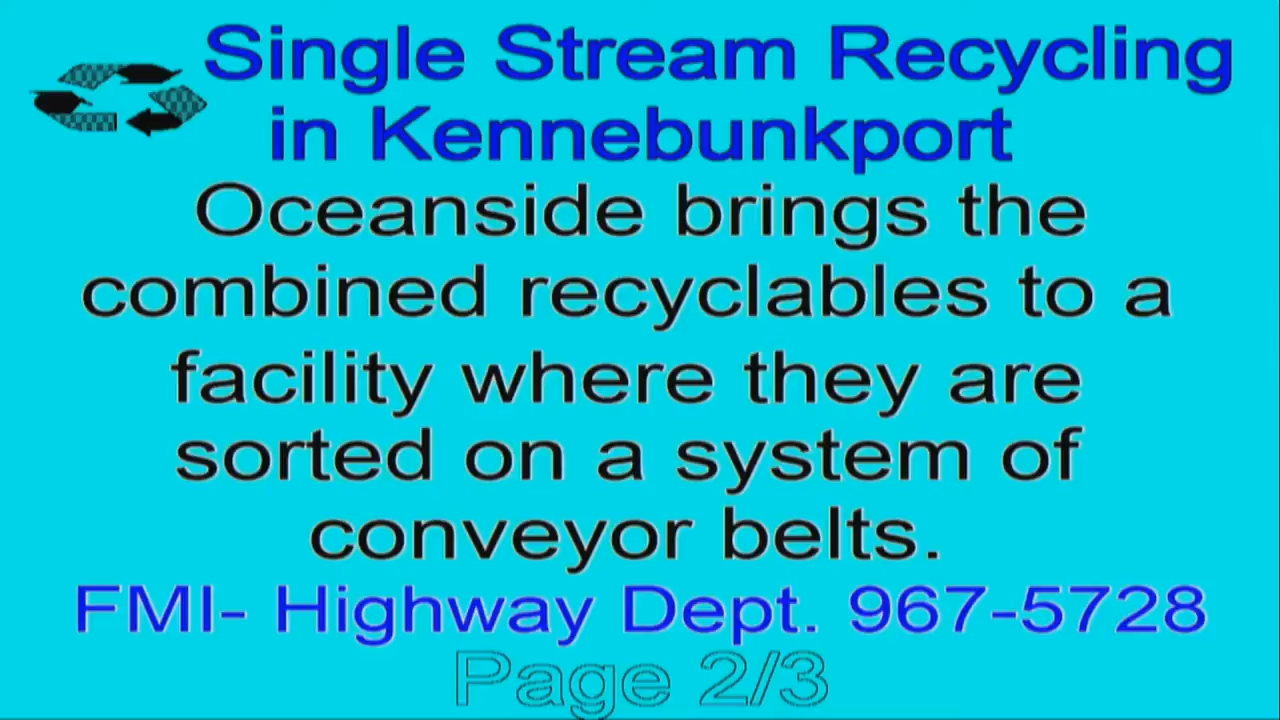 Single Stream Recycling
in Kennebunkport
Oceanside brings the
combined recyclables to a
facility where they are
sorted on a system of
conveyor belts.
FMI- Highway Dept. 967-5728
Page 2/3